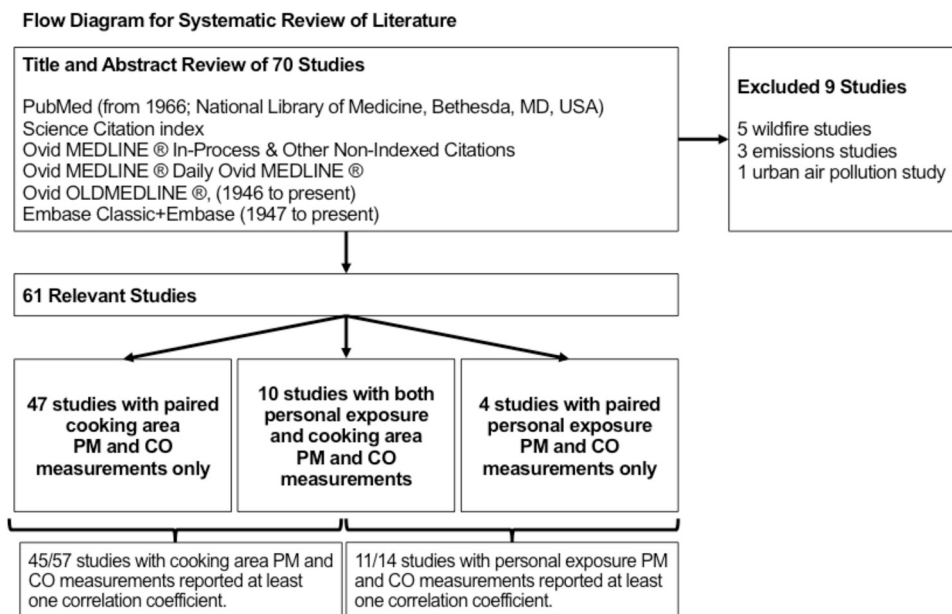 Flow Diagram for Systematic Review of Literature
Title and Abstract Review of 70 Studies
PubMed (from 1966; National Library of Medicine, Bethesda, MD, USA)
Science Citation index
Ovid MEDLINE ® In-Process & Other Non-Indexed Citations
Ovid MEDLINE ® Daily Ovid MEDLINE ®
Ovid OLDMEDLINE ®, (1946 to present)
Embase Classic+Embase (1947 to present)
Excluded 9 Studies
5 wildfire studies
3 emissions studies
1 urban air pollution study
61 Relevant Studies
47 studies with paired
cooking area
PM and CO
measurements only
10 studies with both
personal exposure
and cooking area
PM and CO
measurements
4 studies with paired
personal exposure
PM and CO
measurements only
45/57 studies with cooking area PM and
CO measurements reported at least
one correlation coefficient.
11/14 studies with personal exposure PM
and CO measurements reported at least
one correlation coefficient.